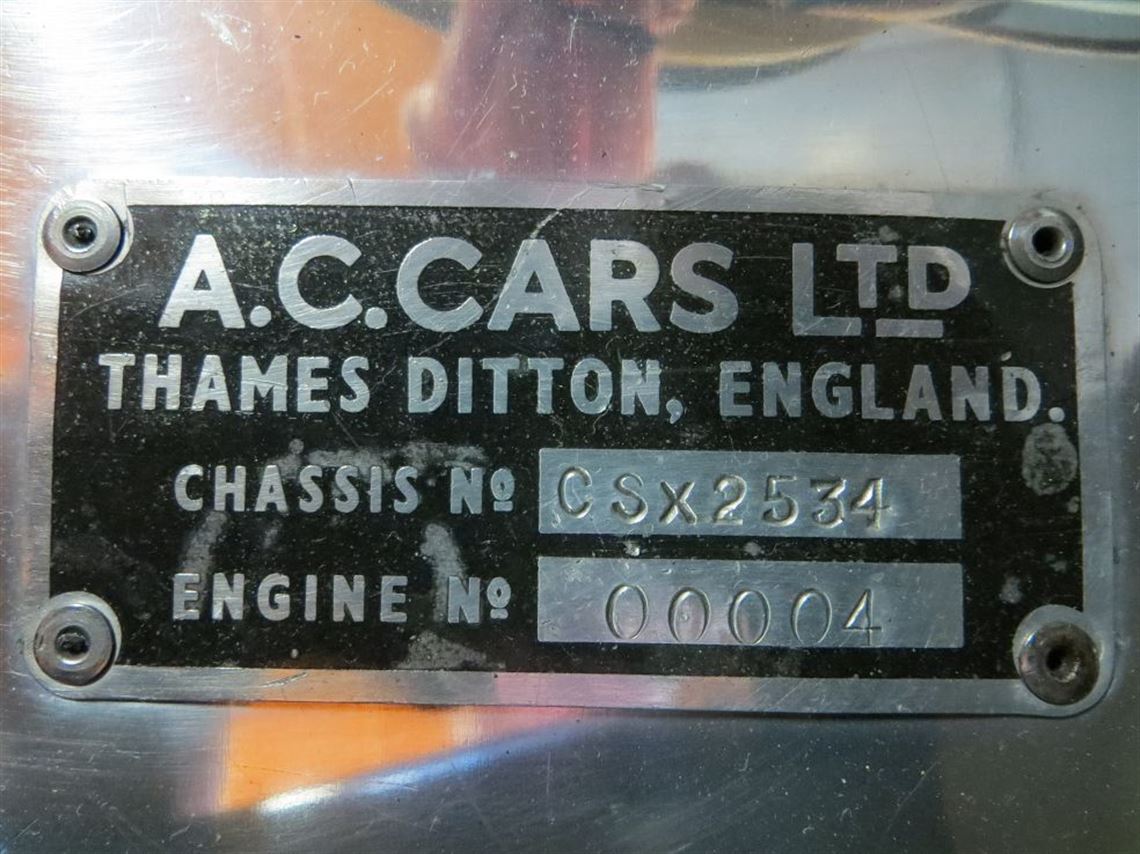 A.C. CARS LTD
THAMES DITTON, ENGLAND.
CHASSIS Nº CSX2534
ENGINE Nº 00004